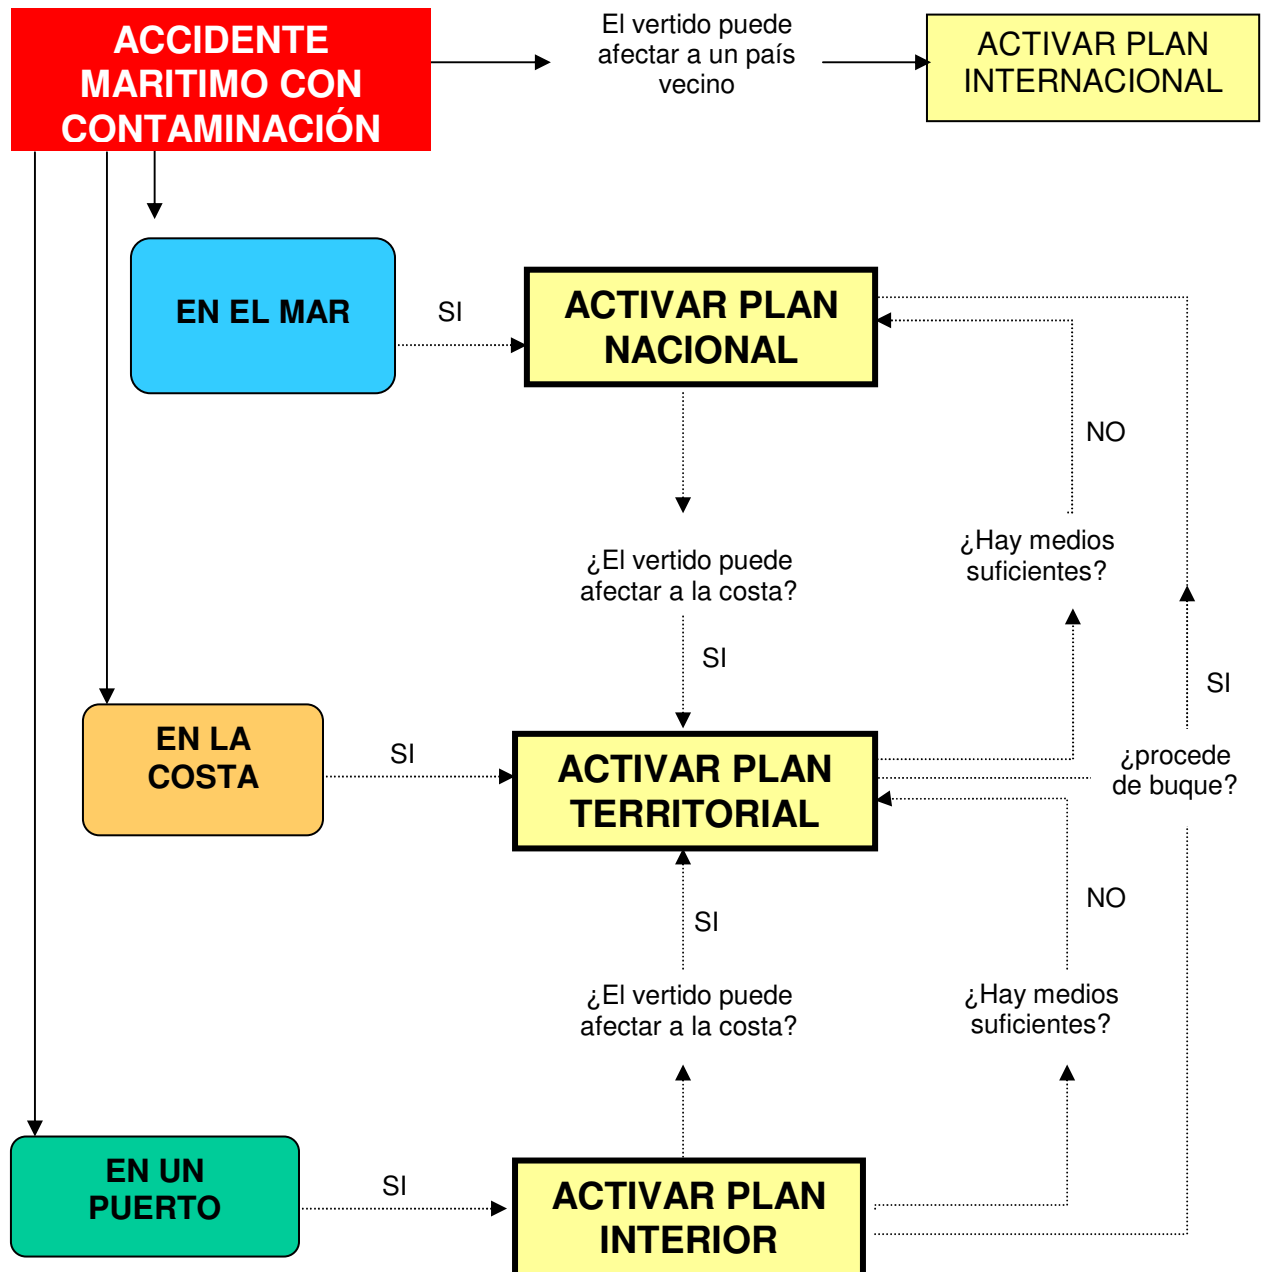 ACCIDENTE
MARITIMO CON
CONTAMINACIÓN
El vertido puede
afectar a un país
vecino
ACTIVAR PLAN
INTERNACIONAL
EN EL MAR
SI
ACTIVAR PLAN
NACIONAL
NO
¿Hay medios
suficientes?
¿El vertido puede
afectar a la costa?
SI
SI
EN LA
COSTA
SI
ACTIVAR PLAN
TERRITORIAL
¿procede
de buque?
NO
SI
¿El vertido puede
afectar a la costa?
¿Hay medios
suficientes?
EN UN
PUERTO
SI
ACTIVAR PLAN
INTERIOR